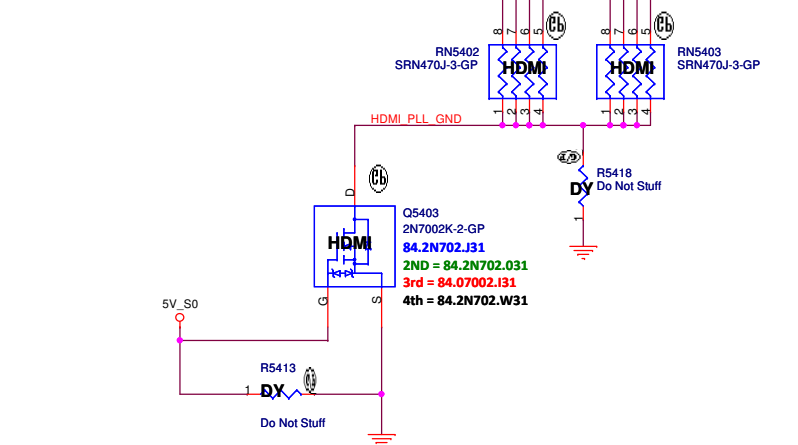 8 7 6 5
8 7 6 5
RN5402
SRN470J-3-GP
HDMI
HDMI
RN5403
SRN470J-3-GP
1 2 3 4
1 2 3 4
HDMI_PLL_GND
R5418
DY
Do Not Stuff
1
D
Q5403
2N7002K-2-GP
HDMI
84.2N702.J31
2ND = 84.2N702.031
3rd = 84.07002.I31
4th = 84.2N702.W31
G
S
5V_S0
R5413
1
DY
Do Not Stuff